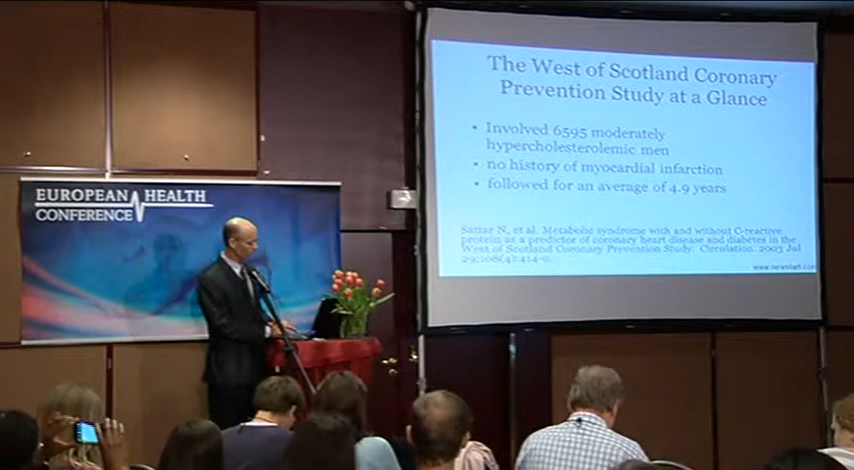 EUROPEAN HEALTH
CONFERENCE
The West of Scotland Coronary
Prevention Study at a Glance
• Involved 6595 moderately
hypercholesterolemic men
• no history of myocardial infarction
• followed for an average of 4.9 years
Sattar N, et al. Metabolic syndrome with and without C-reactive
protein as a predictor of coronary heart disease and diabetes in the
West of Scotland Coronary Prevention Study. Circulation. 2003 Jul
29;108(4):414-9.
www.newstart.com